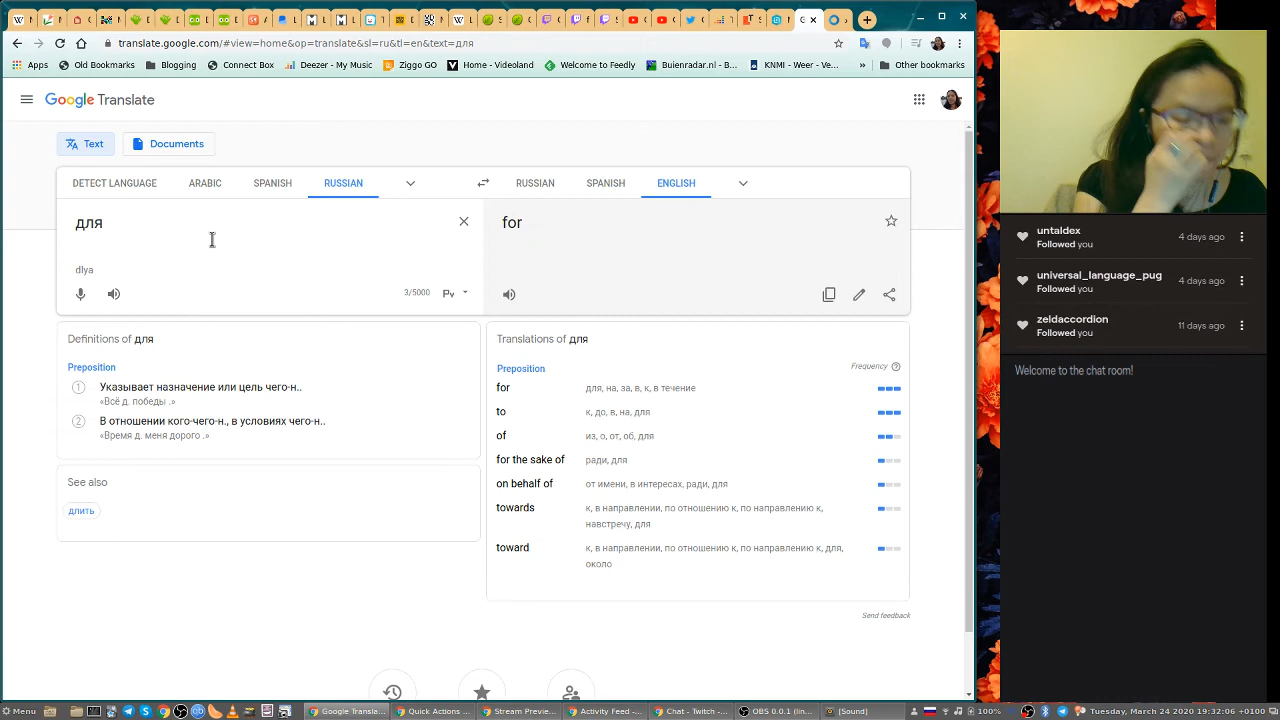 translate.google.com/#view=home&op=translate&sl=ru&tl=en&text=для
Apps
Old Bookmarks
Blogging
Connect Box
Deezer - My Music
Ziggo GO
Home - Videoland
Welcome to Feedly
Buienradar.nl - B...
KNMI - Weer - Ve...
»
Other bookmarks
Google Translate
Text
Documents
DETECT LANGUAGE
ARABIC
SPANISH
RUSSIAN
RUSSIAN
SPANISH
ENGLISH
для
for
dlya
3/5000
Definitions of для
Preposition
1 Указывает назначение или цель чего-н..
«Всё д. победы .»
2 В отношении кого-чего-н., в условиях чего-н..
«Время д. меня дорого .»
See also
длить
Translations of для
Preposition
Frequency
for для, на, за, в, к, в течение
to к, до, в, на, для
of из, о, от, об, для
for the sake of ради, для
on behalf of от имени, в интересах, ради, для
towards к, в направлении, по отношению к, по направлению к,
навстречу, для
toward к, в направлении, по отношению к, по направлению к, для,
около
Send feedback
untaldex
Followed you
4 days ago
universal_language_pug
Followed you
4 days ago
zeldaccordion
Followed you
11 days ago
Welcome to the chat room!
Menu
Google Translate
Quick Actions ...
Stream Previe...
Activity Feed -...
Chat - Twitch -...
OBS 0.0.1 (lin...
[Sound]
100%
Tuesday, March 24 2020, 19:32:06 +0100